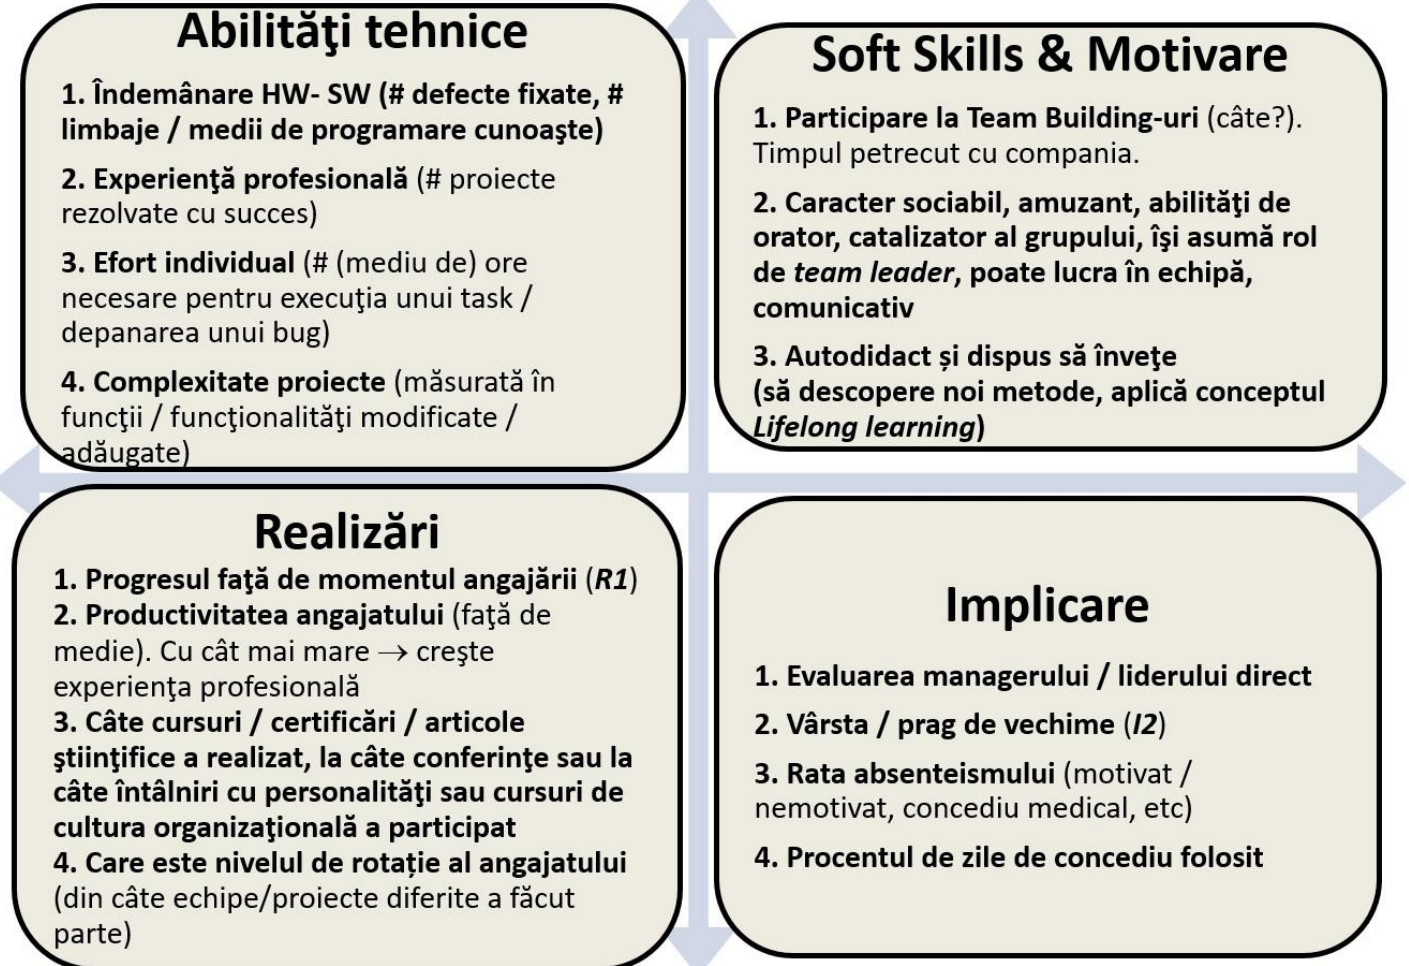 Abilităţi tehnice
1. Îndemânare HW- SW (# defecte fixate, #
limbaje / medii de programare cunoaşte)
2. Experienţă profesională (# proiecte
rezolvate cu succes)
3. Efort individual (# (mediu de) ore
necesare pentru execuţia unui task /
depanarea unui bug)
4. Complexitate proiecte (măsurată în
funcţii / funcţionalităţi modificate /
adăugate)
Soft Skills & Motivare
1. Participare la Team Building-uri (câte?).
Timpul petrecut cu compania.
2. Caracter sociabil, amuzant, abilităţi de
orator, catalizator al grupului, îşi asumă rol
de team leader, poate lucra în echipă,
comunicativ
3. Autodidact și dispus să înveţe
(să descopere noi metode, aplică conceptul
Lifelong learning)
Realizări
1. Progresul faţă de momentul angajării (R1)
2. Productivitatea angajatului (faţă de
medie). Cu cât mai mare → creşte
experienţa profesională
3. Câte cursuri / certificări / articole
ştiinţifice a realizat, la câte conferinţe sau la
câte întâlniri cu personalităţi sau cursuri de
cultura organizaţională a participat
4. Care este nivelul de rotație al angajatului
(din câte echipe/proiecte diferite a făcut
parte)
Implicare
1. Evaluarea managerului / liderului direct
2. Vârsta / prag de vechime (I2)
3. Rata absenteismului (motivat /
nemotivat, concediu medical, etc)
4. Procentul de zile de concediu folosit